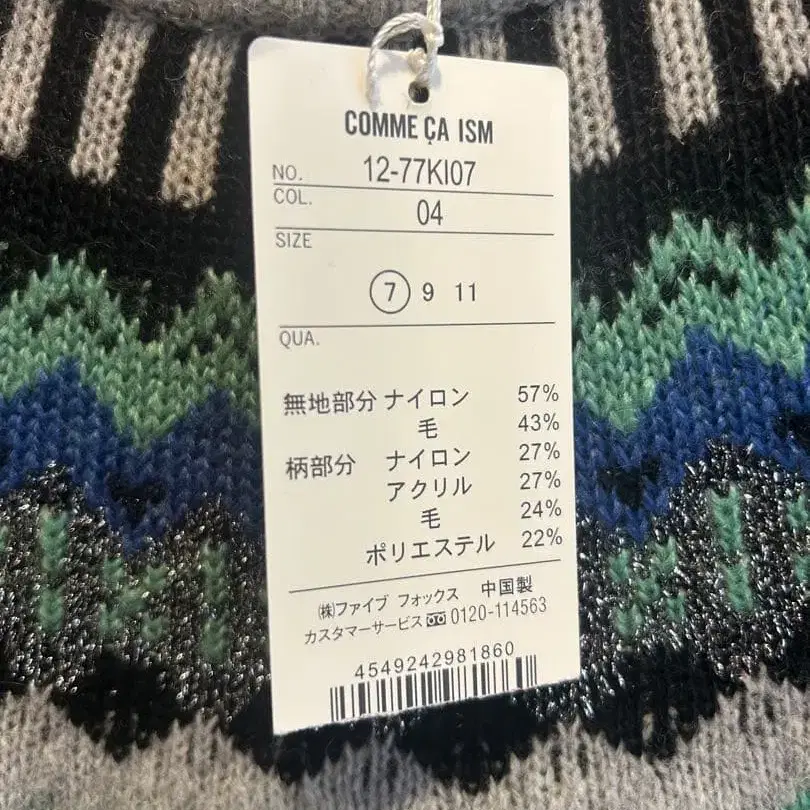 COMME ÇA ISM
NO. 12-77KI07
COL. 04
SIZE
7 9 11
QUA.
無地部分 ナイロン 57%
毛 43%
柄部分 ナイロン 27%
アクリル 27%
毛 24%
ポリエステル 22%
㈱ファイブ フォックス 中国製
カスタマーサービス 0120-114563
4549242981860